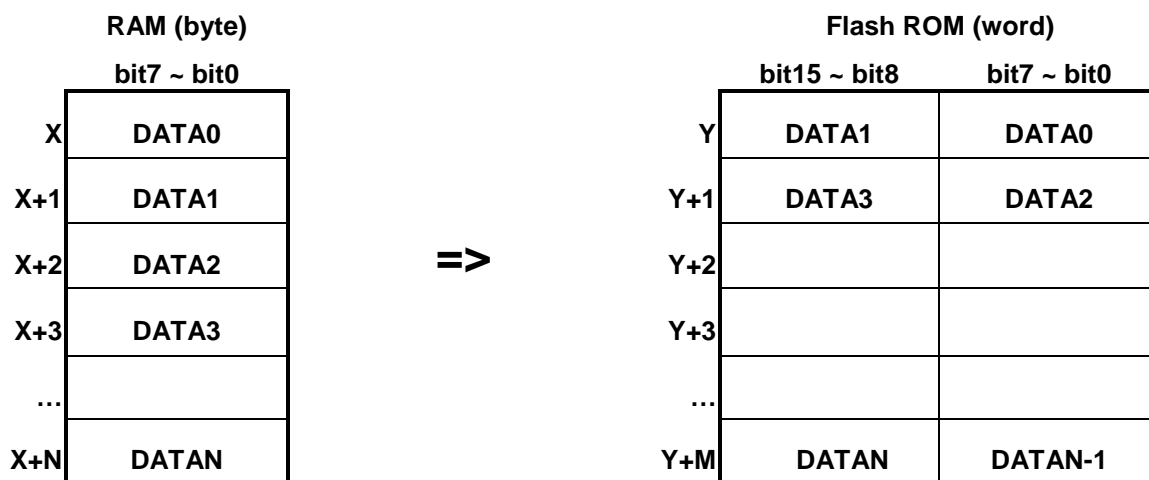 RAM (byte) Flash ROM (word)
bit7 ~ bit0 bit15 ~ bit8 bit7 ~ bit0
X DATA0 Y DATA1 DATA0
X+1 DATA1 Y+1 DATA3 DATA2
X+2 DATA2 => Y+2
X+3 DATA3 Y+3
... ...
X+N DATAN Y+M DATAN DATAN-1